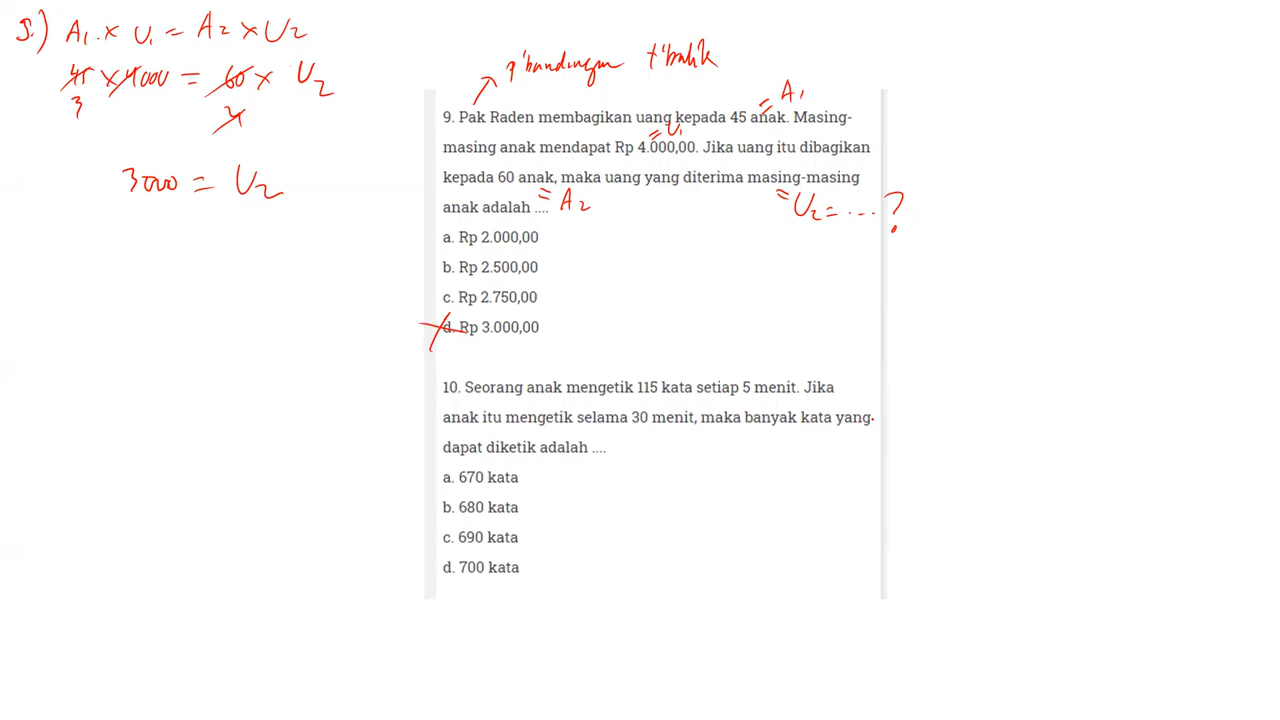 9.) A1 x U1 = A2 x U2
45 x 4000 = 60 x U2
3
4
3000 = U2
p'bandingan t'balik
= A1
9. Pak Raden membagikan uang kepada 45 anak. Masing-
= U1
masing anak mendapat Rp 4.000,00. Jika uang itu dibagikan
kepada 60 anak, maka uang yang diterima masing-masing
anak adalah .... = A2 = U2 = ... ?
a. Rp 2.000,00
b. Rp 2.500,00
c. Rp 2.750,00
d. Rp 3.000,00
10. Seorang anak mengetik 115 kata setiap 5 menit. Jika
anak itu mengetik selama 30 menit, maka banyak kata yang
dapat diketik adalah ....
a. 670 kata
b. 680 kata
c. 690 kata
d. 700 kata